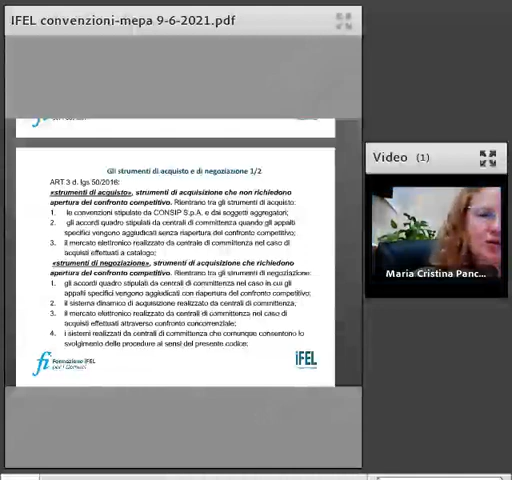 IFEL convenzioni-mepa 9-6-2021.pdf
Gli strumenti di acquisto e di negoziazione 1/2
ART 3 d. lgs 50/2016:
«strumenti di acquisto», strumenti di acquisizione che non richiedono
apertura del confronto competitivo. Rientrano tra gli strumenti di acquisto:
1. le convenzioni stipulate da CONSIP S.p.A. e dai soggetti aggregatori;
2. gli accordi quadro stipulati da centrali di committenza quando gli appalti
specifici vengono aggiudicati senza riapertura del confronto competitivo;
3. il mercato elettronico realizzato da centrale di committenza nel caso di
acquisti effettuati a catalogo;
«strumenti di negoziazione», strumenti di acquisizione che richiedono
apertura del confronto competitivo. Rientrano tra gli strumenti di negoziazione:
1. gli accordi quadro stipulati da centrali di committenza nel caso in cui gli
appalti specifici vengono aggiudicati con riapertura del confronto competitivo;
2. il sistema dinamico di acquisizione realizzato da centrali di committenza;
3. il mercato elettronico realizzato da centrali di committenza nel caso di
acquisti effettuati attraverso confronto concorrenziale;
4. i sistemi realizzati da centrali di committenza che comunque consentono lo
svolgimento delle procedure ai sensi del presente codice;
fi Formazione IFEL
per i Comuni
iFEL
Video (1)
Maria Cristina Panc...